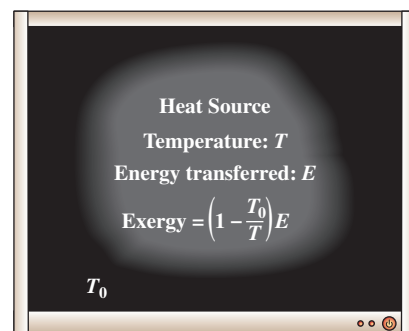 Heat Source
Temperature: T
Energy transferred: E
Exergy = (1 − T₀/T)E
T₀